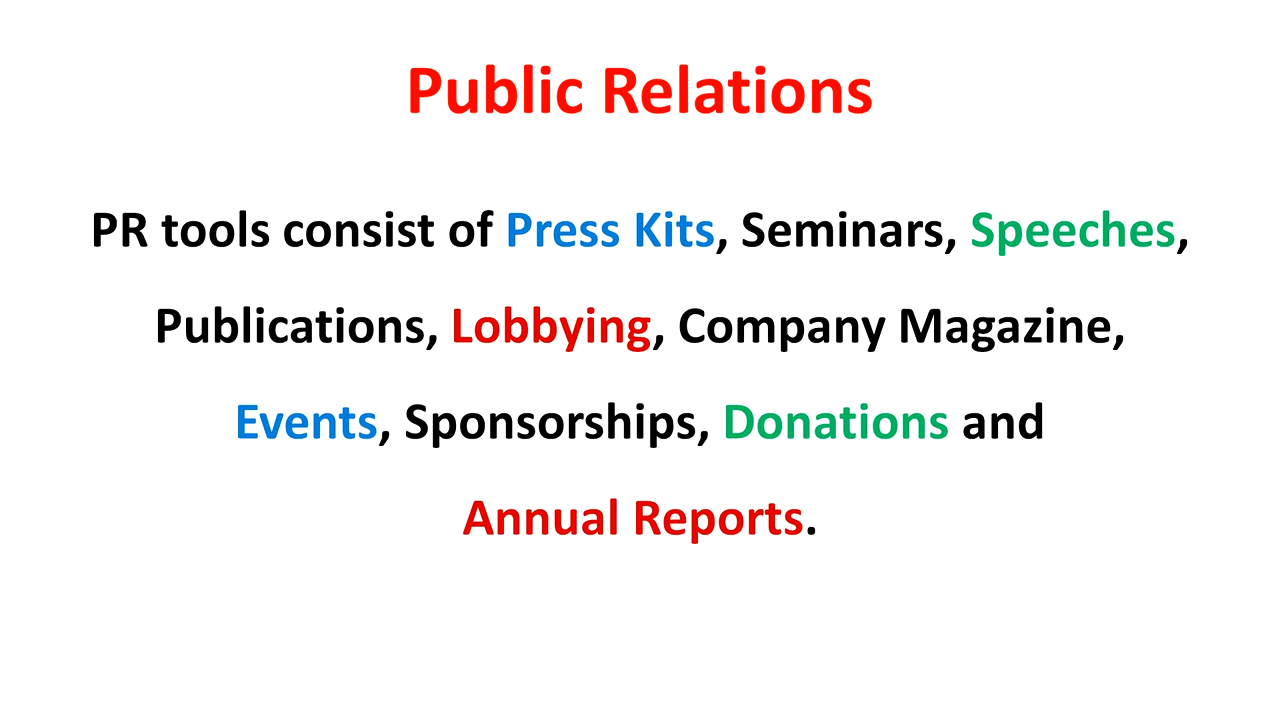 Public Relations
PR tools consist of Press Kits, Seminars, Speeches,
Publications, Lobbying, Company Magazine,
Events, Sponsorships, Donations and
Annual Reports.